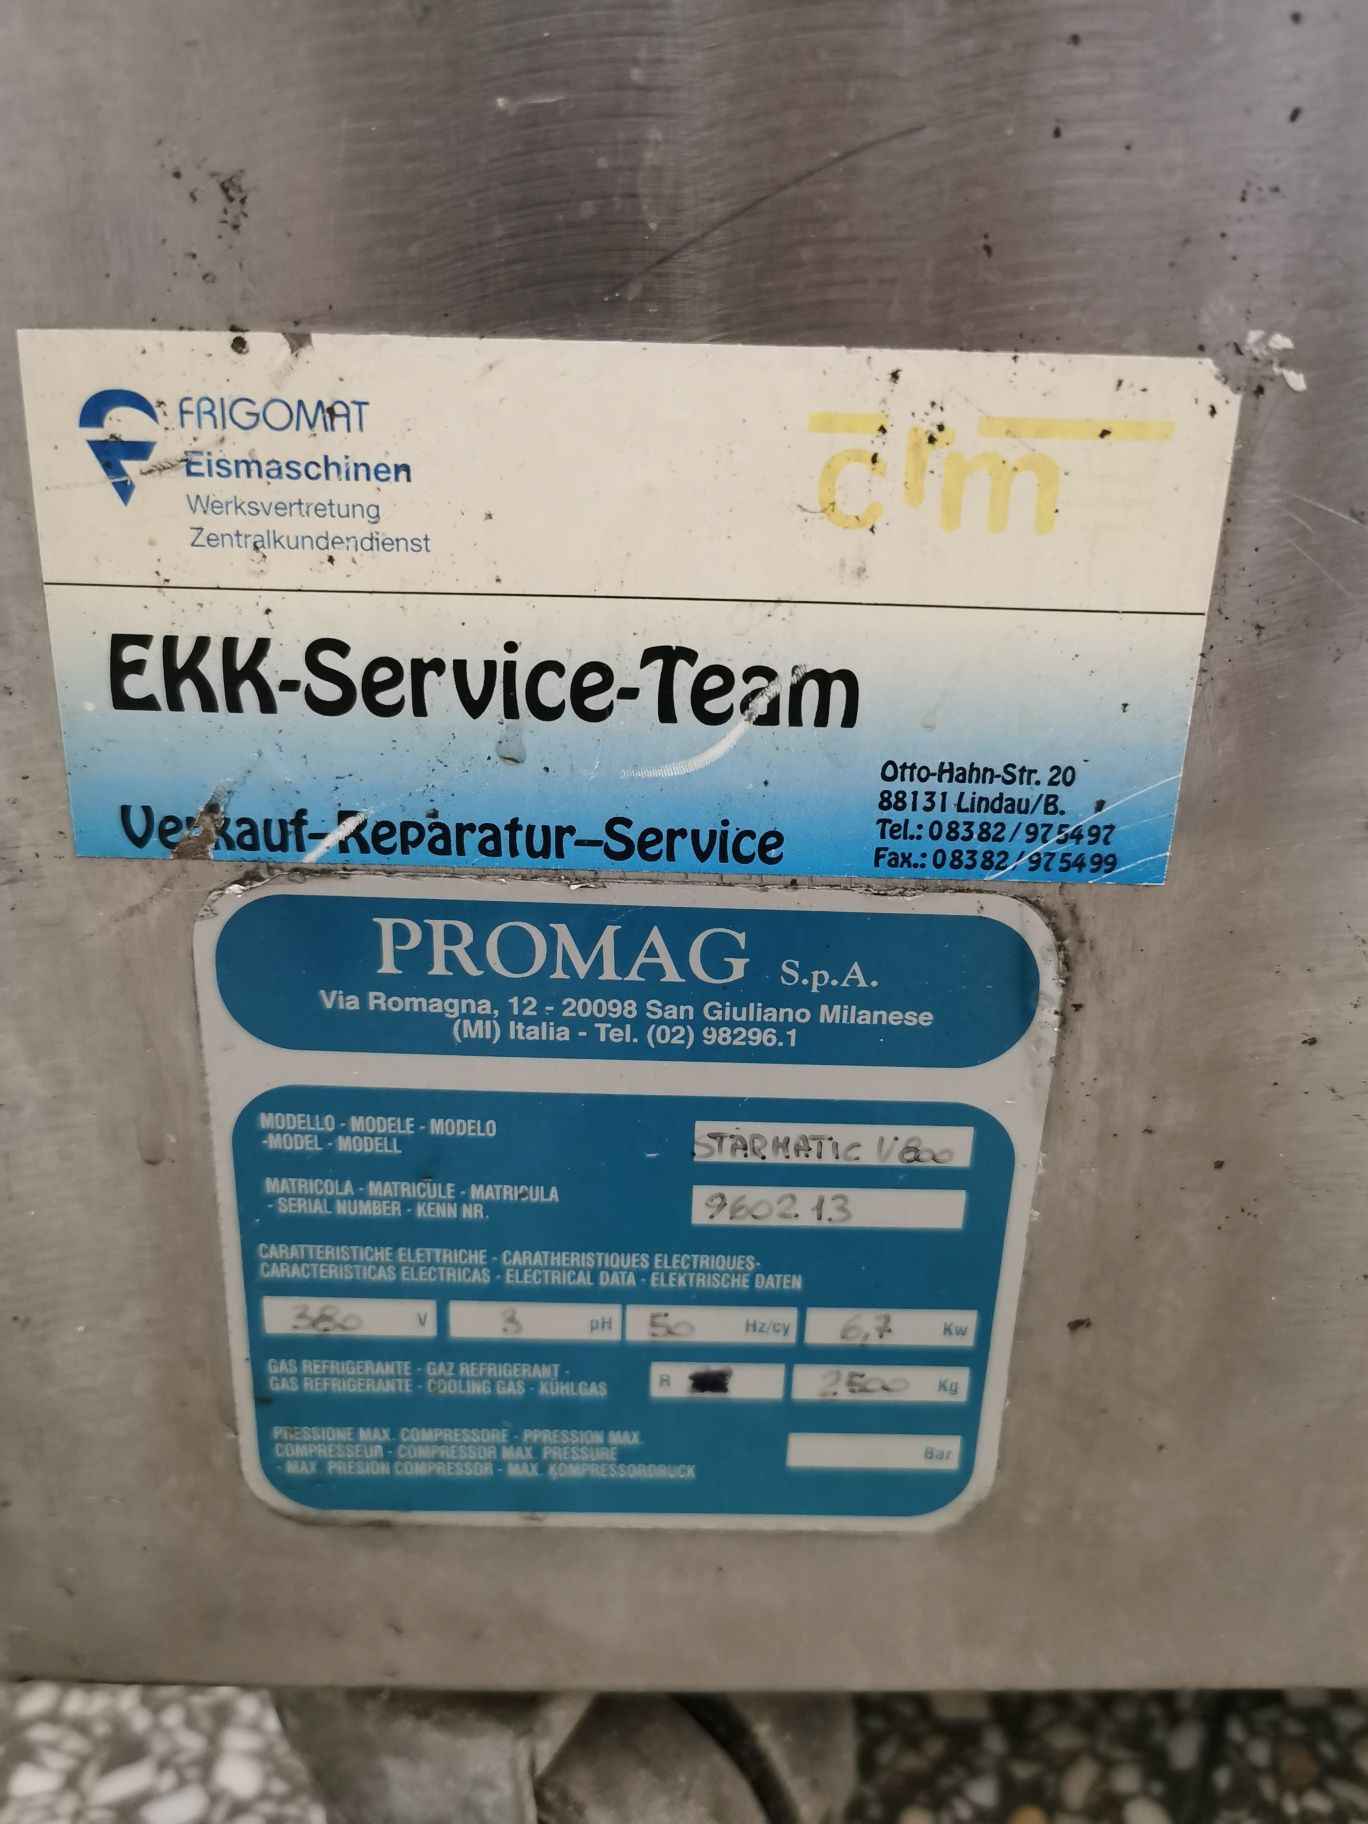 FRIGOMAT
Eismaschinen
Werksvertretung
Zentralkundendienst
crm
EKK-Service-Team
Verkauf-Reparatur-Service
Otto-Hahn-Str. 20
88131 Lindau/B.
Tel.: 08382/975497
Fax.: 08382/975499
PROMAG S.p.A.
Via Romagna, 12 - 20098 San Giuliano Milanese
(MI) Italia - Tel. (02) 98296.1
MODELLO - MODELE - MODELO
-MODEL - MODELL
STARMATIC V800
MATRICOLA - MATRICULE - MATRICULA
- SERIAL NUMBER - KENN NR.
960213
CARATTERISTICHE ELETTRICHE - CARATHERISTIQUES ELECTRIQUES-
CARACTERISTICAS ELECTRICAS - ELECTRICAL DATA - ELEKTRISCHE DATEN
380 V 3 pH 50 Hz/cy 6,7 Kw
GAS REFRIGERANTE - GAZ REFRIGERANT -
GAS REFRIGERANTE - COOLING GAS - KÜHLGAS
R 2500 Kg
PRESSIONE MAX. COMPRESSORE - PPRESSION MAX.
COMPRESSEUR - COMPRESSOR MAX. PRESSURE
- MAX. PRESION COMPRESSOR - MAX. KOMPRESSORDRUCK
Bar